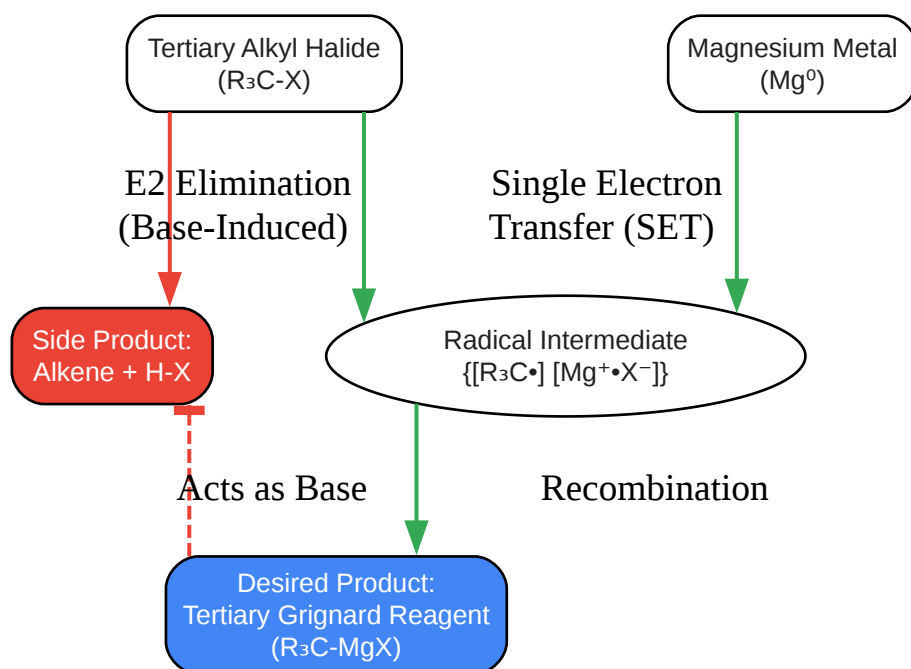 Tertiary Alkyl Halide
(R₃C-X)
Magnesium Metal
(Mg⁰)
E2 Elimination
(Base-Induced)
Single Electron
Transfer (SET)
Side Product:
Alkene + H-X
Radical Intermediate
{[R₃C•] [Mg⁺•X⁻]}
Acts as Base
Recombination
Desired Product:
Tertiary Grignard Reagent
(R₃C-MgX)